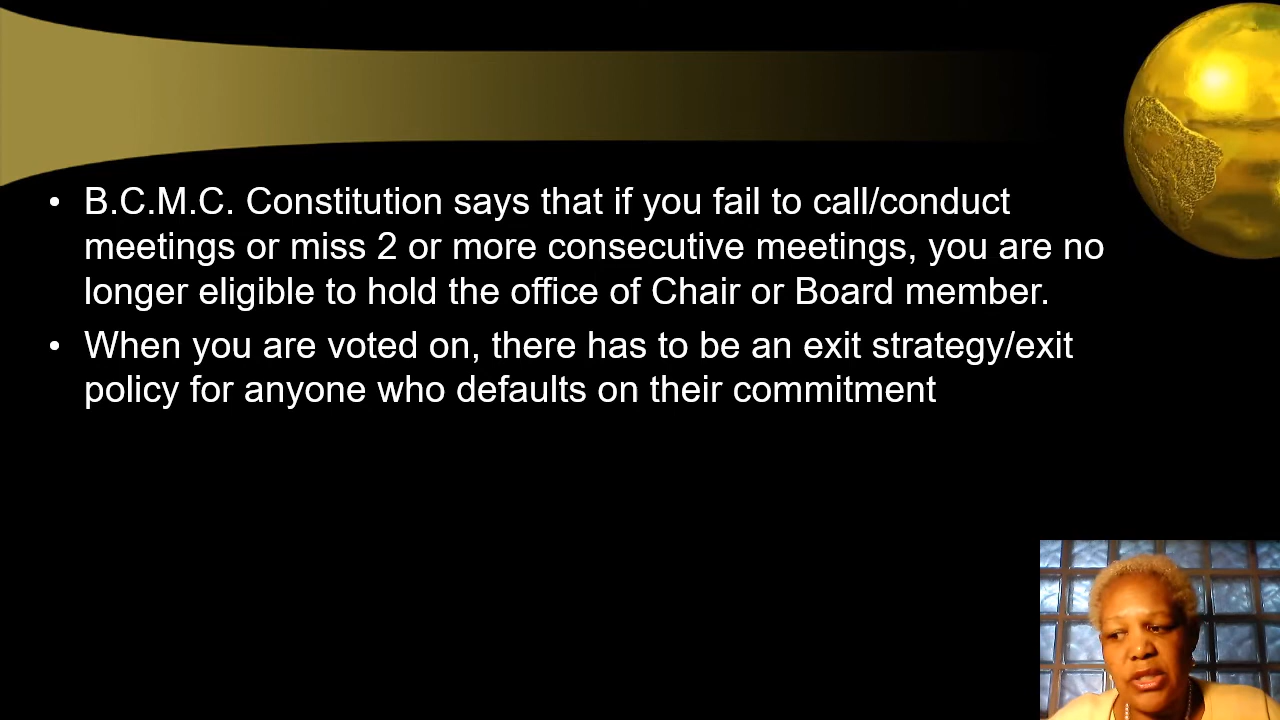 • B.C.M.C. Constitution says that if you fail to call/conduct
meetings or miss 2 or more consecutive meetings, you are no
longer eligible to hold the office of Chair or Board member.
• When you are voted on, there has to be an exit strategy/exit
policy for anyone who defaults on their commitment